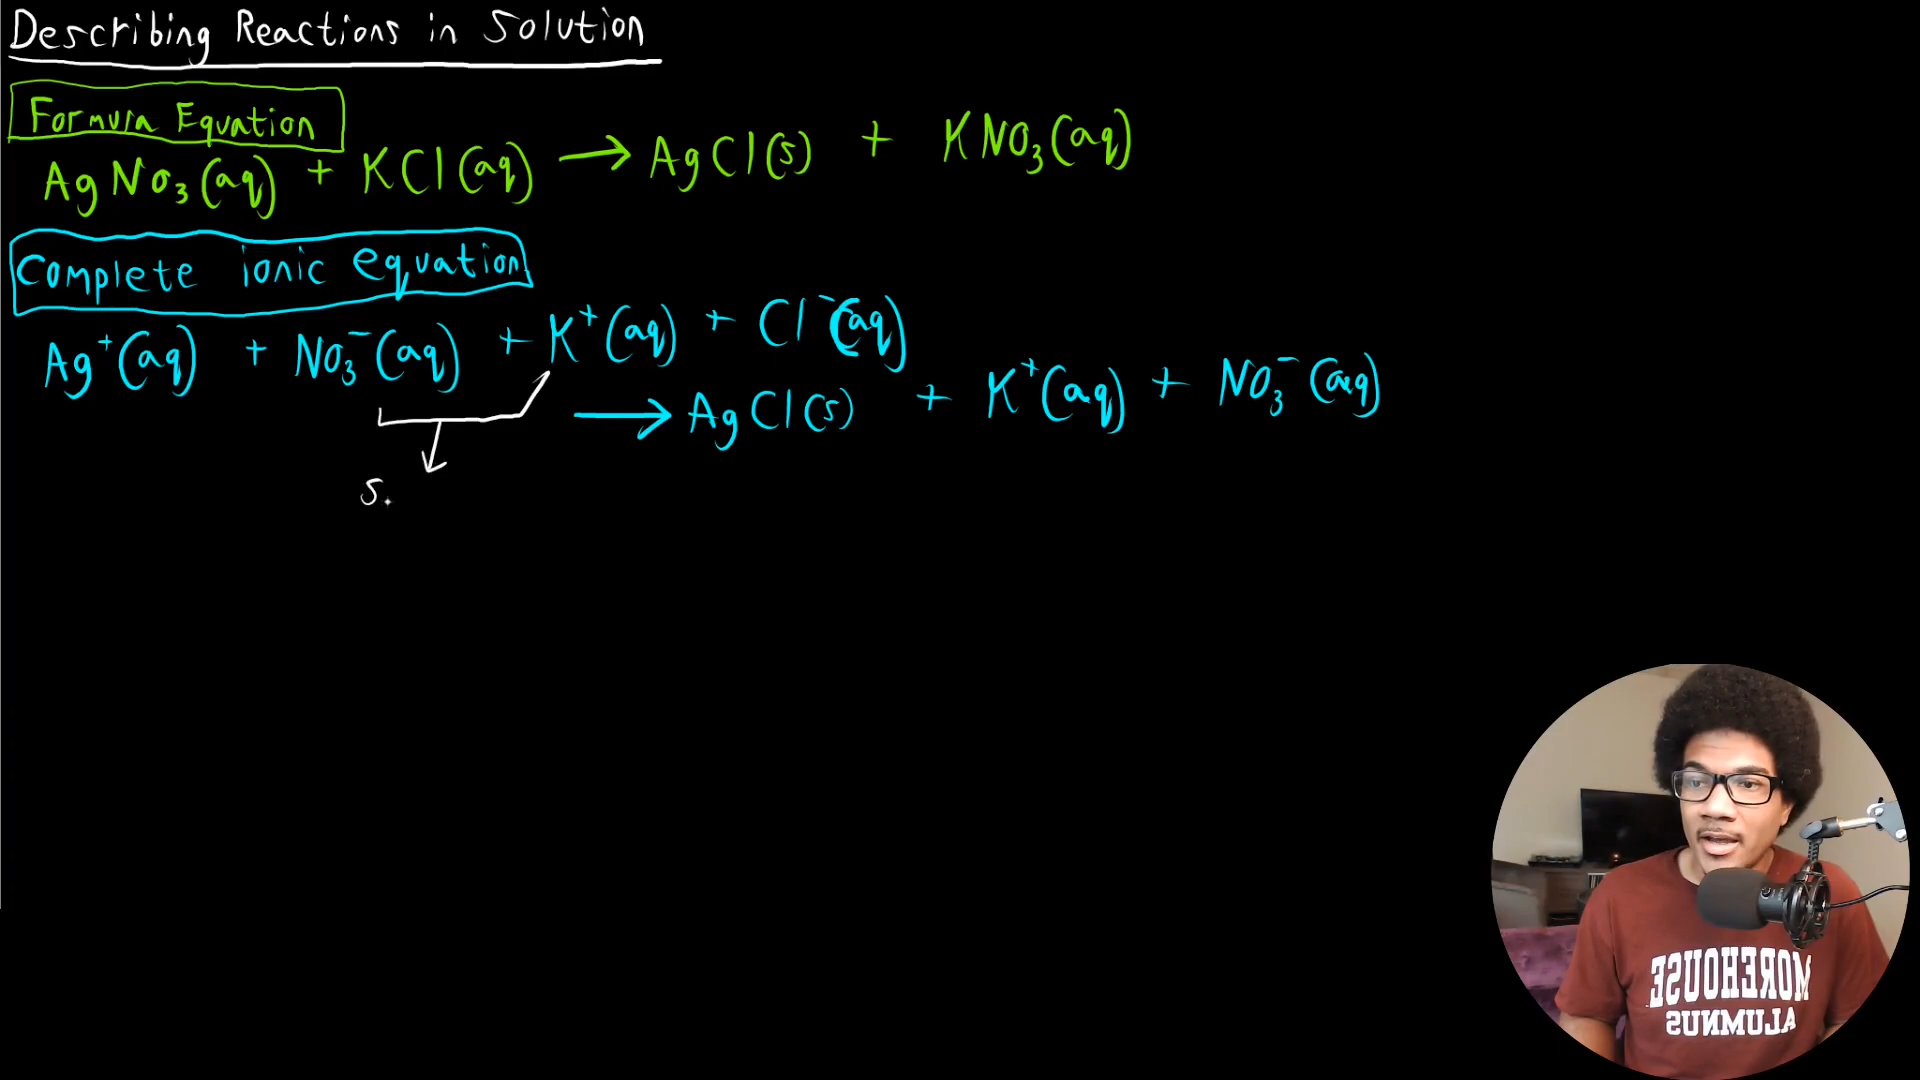 Describing Reactions in Solution
Formula Equation
AgNO₃(aq) + KCl(aq) → AgCl(s) + KNO₃(aq)
Complete ionic equation
Ag⁺(aq) + NO₃⁻(aq) + K⁺(aq) + Cl⁻(aq)
→ AgCl(s) + K⁺(aq) + NO₃⁻(aq)
S.
MOREHOUSE
ALUMNUS